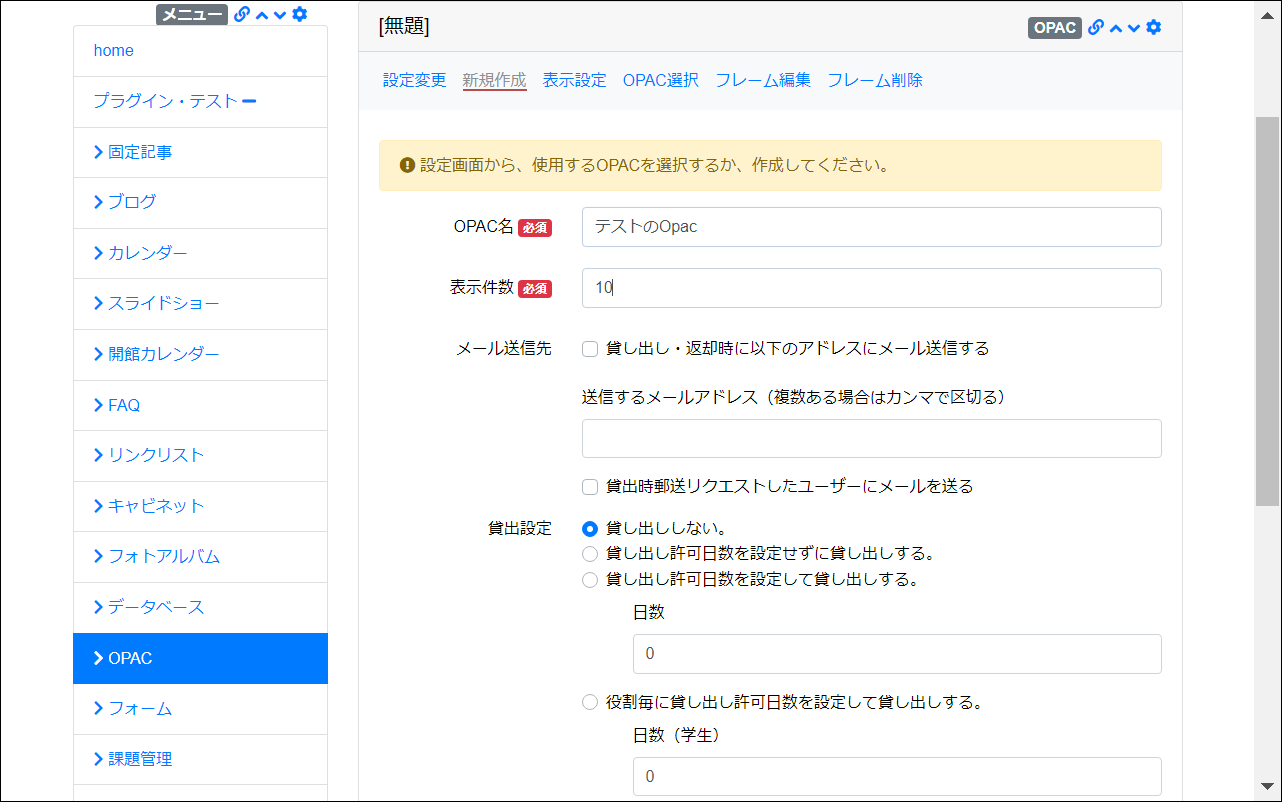 メニュー
home
プラグイン・テスト
固定記事
ブログ
カレンダー
スライドショー
開館カレンダー
FAQ
リンクリスト
キャビネット
フォトアルバム
データベース
OPAC
フォーム
課題管理
[無題]
OPAC
設定変更 新規作成 表示設定 OPAC選択 フレーム編集 フレーム削除
設定画面から、使用するOPACを選択するか、作成してください。
OPAC名 必須 テストのOpac
表示件数 必須 10
メール送信先 貸し出し・返却時に以下のアドレスにメール送信する
送信するメールアドレス（複数ある場合はカンマで区切る）
貸出時郵送リクエストしたユーザーにメールを送る
貸出設定 貸し出ししない。
貸し出し許可日数を設定せずに貸し出しする。
貸し出し許可日数を設定して貸し出しする。
日数
0
役割毎に貸し出し許可日数を設定して貸し出しする。
日数（学生）
0